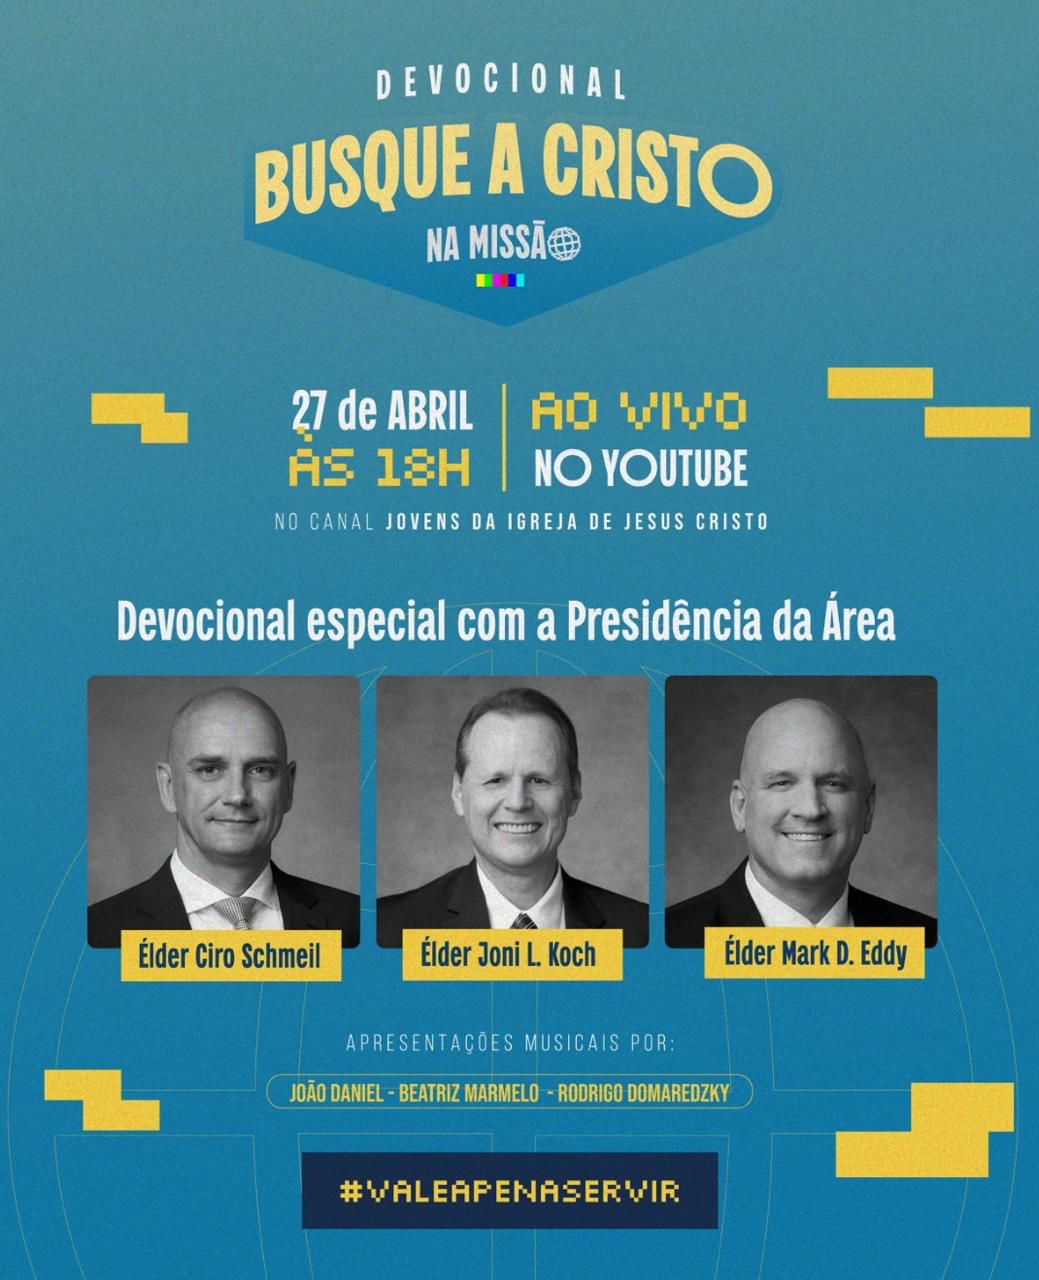 DEVOCIONAL
BUSQUE A CRISTO
NA MISSÃO
27 de ABRIL
ÀS 18H
AO VIVO
NO YOUTUBE
NO CANAL JOVENS DA IGREJA DE JESUS CRISTO
Devocional especial com a Presidência da Área
Élder Ciro Schmeil
Élder Joni L. Koch
Élder Mark D. Eddy
APRESENTAÇÕES MUSICAIS POR:
JOÃO DANIEL - BEATRIZ MARMELO - RODRIGO DOMAREDZKY
#VALEAPENASERVIR